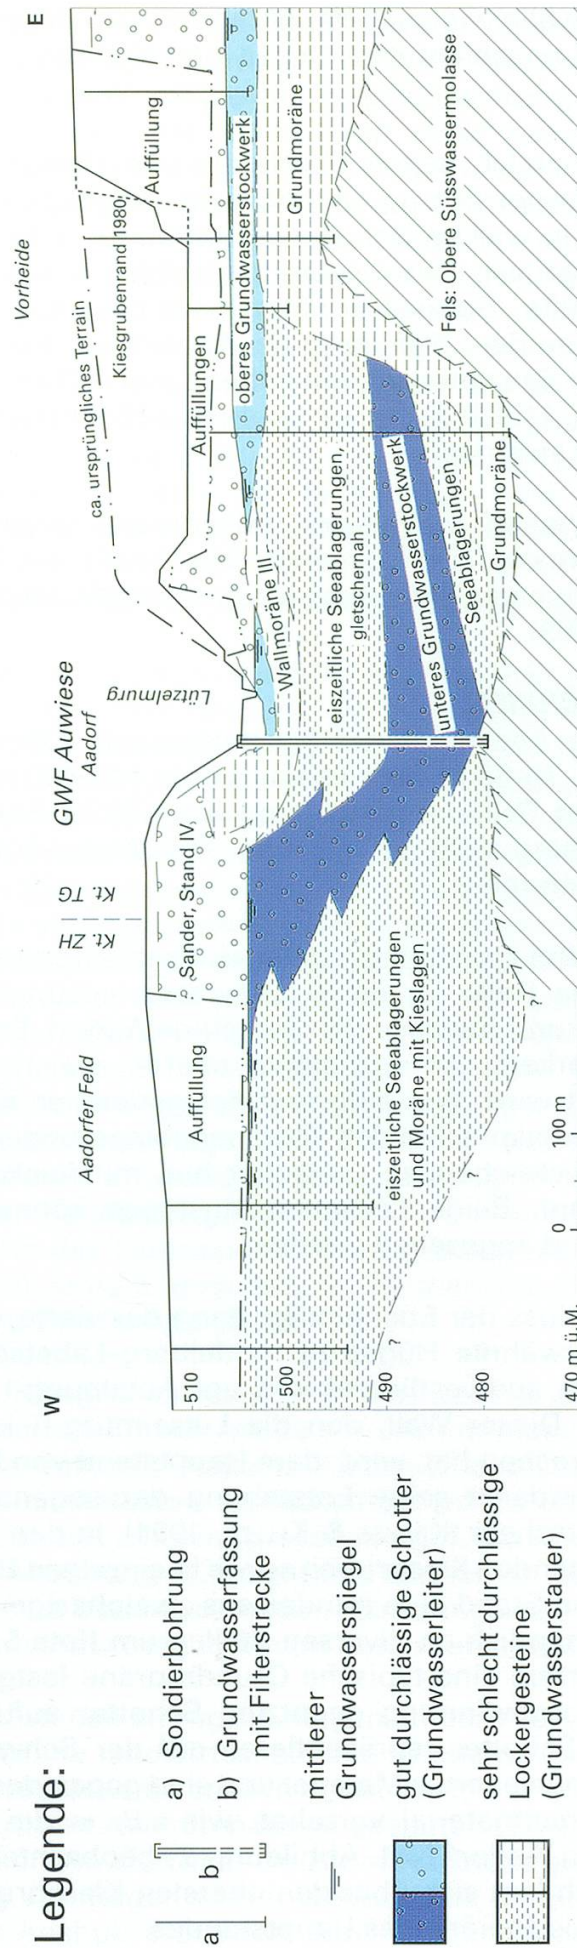 W
E
Aadorfer Feld
Kt. ZH
Kt. TG
GWF Auwiese
Aadorf
Lützelmurg
Vorheide
ca. ursprüngliches Terrain
Kiesgrubenrand 1980
Auffüllung
Sander, Stand IV
Auffüllungen
Auffüllung
oberes Grundwasserstockwerk
Wallmoräne III
eiszeitliche Seeablagerungen,
gletschernah
Grundmoräne
eiszeitliche Seeablagerungen
und Moräne mit Kieslagen
unteres Grundwasserstockwerk
Seeablagerungen
Grundmoräne
Fels: Obere Süsswassermolasse
?
?
?
?
510
500
490
480
470 m ü.M.
0
100 m
Legende:
a
b
a: Sondierbohrung
b: Grundwasserfassung
mit Filterstrecke
mittlerer
Grundwasserspiegel
gut durchlässige Schotter
(Grundwasserleiter)
sehr schlecht durchlässige
Lockergesteine
(Grundwasserstauer)